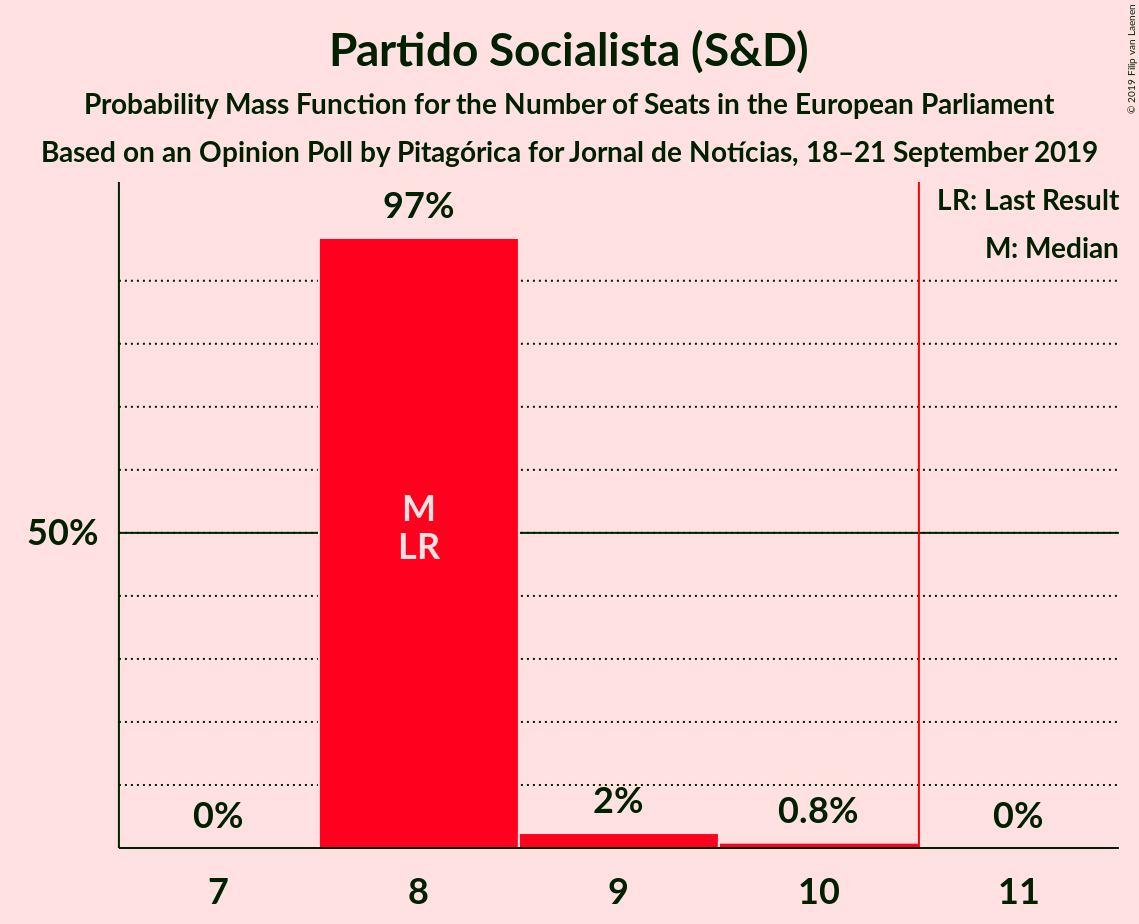 Partido Socialista (S&D)
Probability Mass Function for the Number of Seats in the European Parliament
Based on an Opinion Poll by Pitagórica for Jornal de Notícias, 18–21 September 2019
© 2019 Filip van Laenen
LR: Last Result
M: Median
97%
M
LR
50%
0%
2%
0.8%
0%
7
8
9
10
11